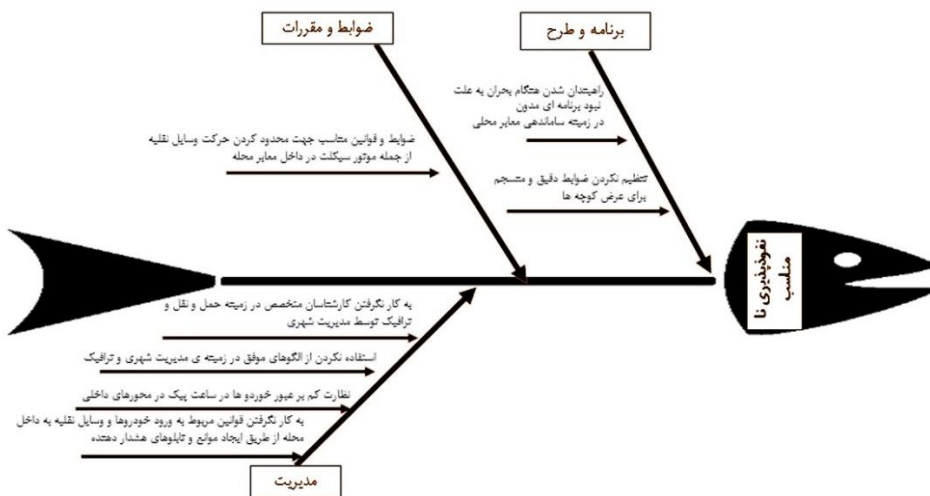 برنامه و طرح
ضوابط و مقررات
راهبندان شدن هنگام بحران به علت
نبود برنامه ای مدون
در زمینه ساماندهی معابر محلی
تنظیم نکردن ضوابط دقیق و منسجم
برای عرض کوچه ها
ضوابط و قوانین مناسب جهت محدود کردن حرکت وسایل نقلیه
از جمله موتور سیکلت در داخل معابر محله
نفوذپذیری نا
مناسب
به کار نگرفتن کارشناسان متخصص در زمینه حمل و نقل و
ترافیک توسط مدیریت شهری
استفاده نکردن از الگوهای موفق در زمینه ی مدیریت شهری و ترافیک
نظارت کم بر عبور خوردو ها در ساعت پیک در محورهای داخلی
به کار نگرفتن قوانین مربوط به ورود خودروها و وسایل نقلیه به داخل
محله از طریق ایجاد موانع و تابلوهای هشدار دهنده
مدیریت